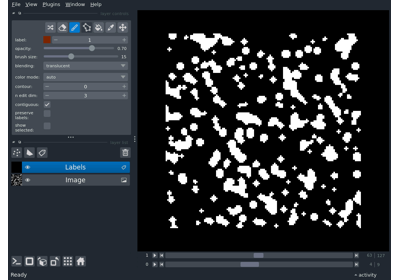 File View Plugins Window Help
label: 1
opacity: 0.70
brush size: 10
blending: translucent
color mode: auto
contour: 0
n edit dim: 3
contiguous:
preserve labels:
show selected:
Labels
Image
Ready
activity